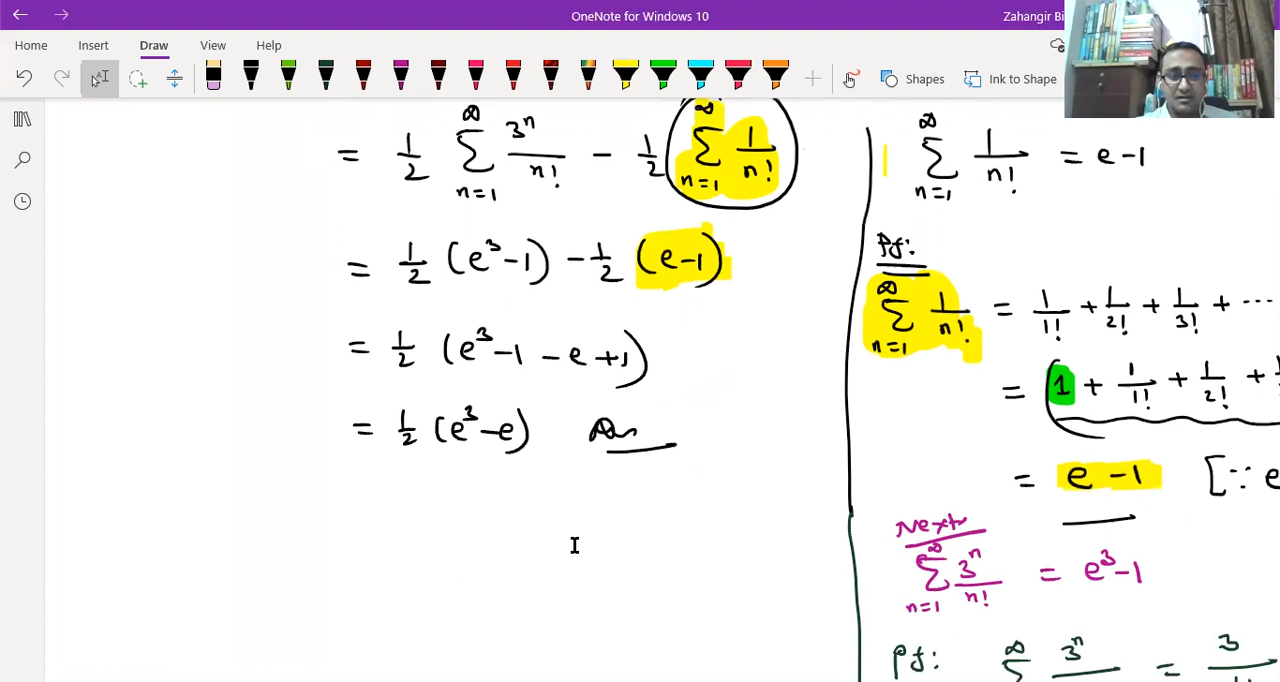 OneNote for Windows 10
Zahangir Bi
Home Insert Draw View Help
Shapes Ink to Shape
= 1/2 ∑_{n=1}^{∞} 3^n/n! − 1/2 ∑_{n=1}^{∞} 1/n!
= 1/2 (e^3 −1) − 1/2 (e −1)
= 1/2 (e^3 −1 − e +1)
= 1/2 (e^3 − e) Ans
∑_{n=1}^{∞} 1/n! = e −1
Pf:
∑_{n=1}^{∞} 1/n! = 1/1! + 1/2! + 1/3! + ...
= (1 + 1/1! + 1/2! +
= e −1 [∵ e
Next
∑_{n=1}^{∞} 3^n/n! = e^3 −1
Pf: ∑^{∞} 3^n = 3